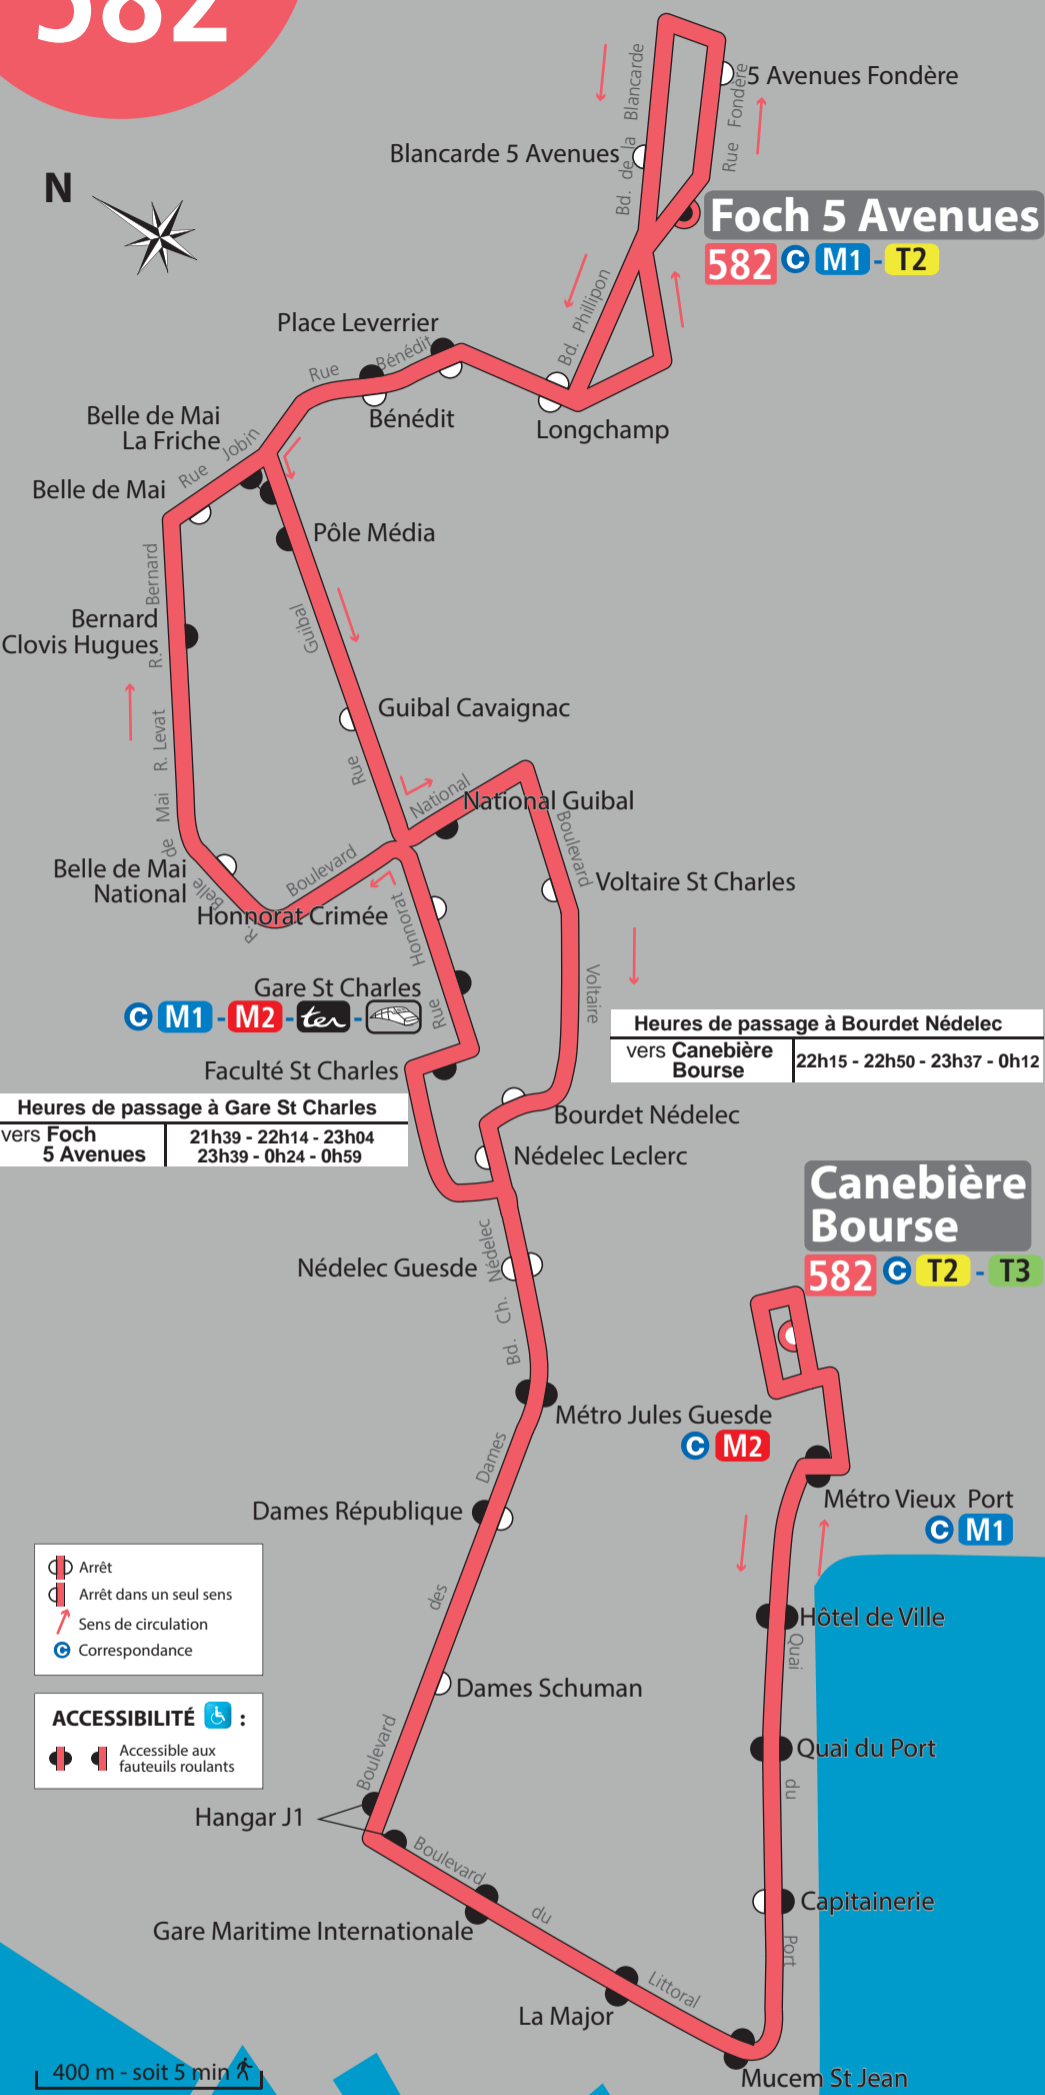 582
5 Avenues Fondère
Bd. de la Blancarde
Rue Fondère
Blancarde 5 Avenues
N
Foch 5 Avenues
582 C M1 - T2
Bd. Phillipon
Place Leverrier
Rue Bénédit
Bénédit
Longchamp
Belle de Mai
La Friche
Rue Jobin
Belle de Mai
Pôle Média
R. Bernard
Bernard
Clovis Hugues
Rue Guibal
R. Levat
Guibal Cavaignac
Boulevard National
National Guibal
R. Belle de Mai
Belle de Mai
National
Boulevard Voltaire
Voltaire St Charles
Honnorat Crimée
Rue Honnorat
Gare St Charles
C M1 - M2 - ter -
Heures de passage à Bourdet Nédelec
vers Canebière
Bourse
22h15 - 22h50 - 23h37 - 0h12
Faculté St Charles
Heures de passage à Gare St Charles
vers Foch
5 Avenues
21h39 - 22h14 - 23h04
23h39 - 0h24 - 0h59
Bourdet Nédelec
Nédelec Leclerc
Canebière
Bourse
582 C T2 - T3
Nédelec Guesde
Bd. Ch. Nédelec
Métro Jules Guesde
C M2
Boulevard des Dames
Dames République
Métro Vieux Port
C M1
Arrêt
Arrêt dans un seul sens
Sens de circulation
C Correspondance
Hôtel de Ville
Quai du Port
Dames Schuman
ACCESSIBILITÉ :
Accessible aux
fauteuils roulants
Quai du Port
Hangar J1
Boulevard du Littoral
Capitainerie
Gare Maritime Internationale
La Major
400 m - soit 5 min
Mucem St Jean